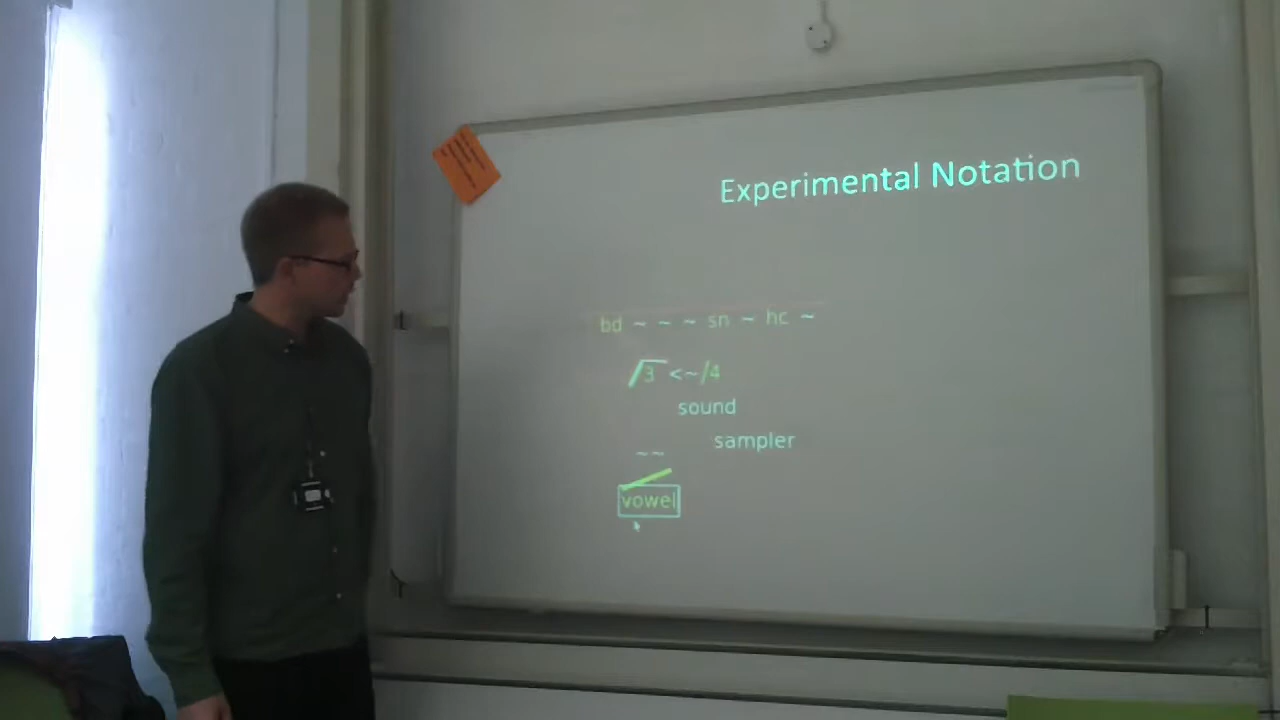 Experimental Notation
bd ~ ~ ~ sn ~ hc ~
√3 <~/4
sound
sampler
~~
vowel